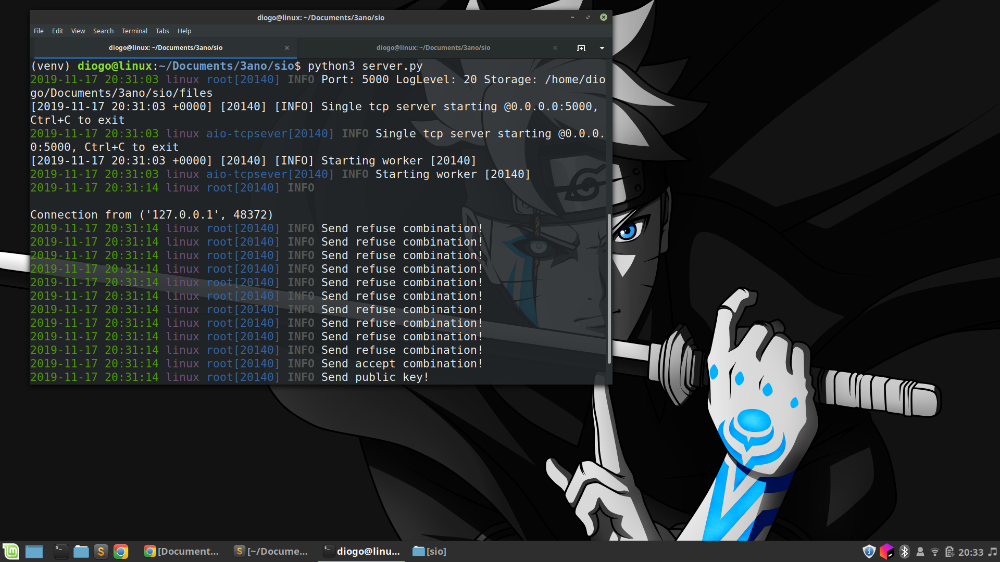 diogo@linux: ~/Documents/3ano/sio
File Edit View Search Terminal Tabs Help
diogo@linux: ~/Documents/3ano/sio × diogo@linux: ~/Documents/3ano/sio ×
(venv) diogo@linux:~/Documents/3ano/sio$ python3 server.py
2019-11-17 20:31:03 linux root[20140] INFO Port: 5000 LogLevel: 20 Storage: /home/dio
go/Documents/3ano/sio/files
[2019-11-17 20:31:03 +0000] [20140] [INFO] Single tcp server starting @0.0.0.0:5000,
Ctrl+C to exit
2019-11-17 20:31:03 linux aio-tcpsever[20140] INFO Single tcp server starting @0.0.0.
0:5000, Ctrl+C to exit
[2019-11-17 20:31:03 +0000] [20140] [INFO] Starting worker [20140]
2019-11-17 20:31:03 linux aio-tcpsever[20140] INFO Starting worker [20140]
2019-11-17 20:31:14 linux root[20140] INFO
Connection from ('127.0.0.1', 48372)
2019-11-17 20:31:14 linux root[20140] INFO Send refuse combination!
2019-11-17 20:31:14 linux root[20140] INFO Send refuse combination!
2019-11-17 20:31:14 linux root[20140] INFO Send refuse combination!
2019-11-17 20:31:14 linux root[20140] INFO Send refuse combination!
2019-11-17 20:31:14 linux root[20140] INFO Send refuse combination!
2019-11-17 20:31:14 linux root[20140] INFO Send refuse combination!
2019-11-17 20:31:14 linux root[20140] INFO Send refuse combination!
2019-11-17 20:31:14 linux root[20140] INFO Send refuse combination!
2019-11-17 20:31:14 linux root[20140] INFO Send refuse combination!
2019-11-17 20:31:14 linux root[20140] INFO Send refuse combination!
2019-11-17 20:31:14 linux root[20140] INFO Send accept combination!
2019-11-17 20:31:14 linux root[20140] INFO Send public key!
[Document... [~/Docume... diogo@linu... [sio] 20:33